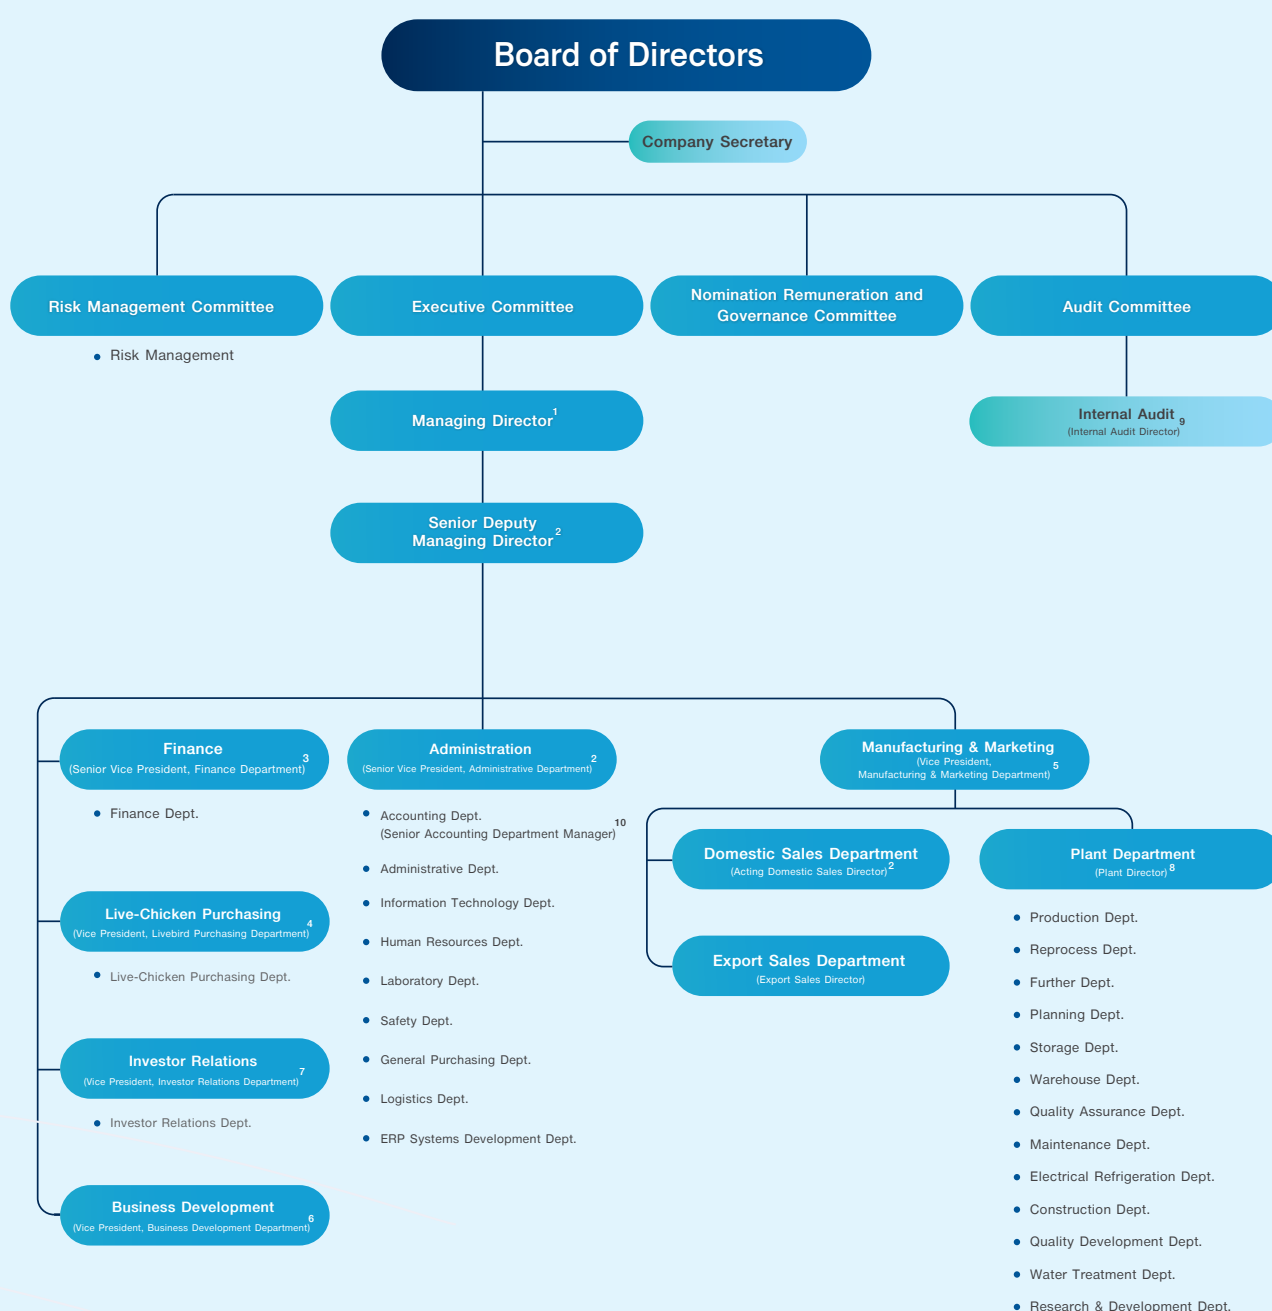 Board of Directors
Company Secretary
Risk Management Committee
• Risk Management
Executive Committee
Nomination Remuneration and
Governance Committee
Audit Committee
Managing Director 1
Internal Audit 9
(Internal Audit Director)
Senior Deputy
Managing Director 2
Finance
(Senior Vice President, Finance Department) 3
• Finance Dept.
Live-Chicken Purchasing
(Vice President, Livebird Purchasing Department) 4
• Live-Chicken Purchasing Dept.
Investor Relations
(Vice President, Investor Relations Department) 7
• Investor Relations Dept.
Business Development
(Vice President, Business Development Department) 6
Administration
(Senior Vice President, Administrative Department) 2
• Accounting Dept.
(Senior Accounting Department Manager) 10
• Administrative Dept.
• Information Technology Dept.
• Human Resources Dept.
• Laboratory Dept.
• Safety Dept.
• General Purchasing Dept.
• Logistics Dept.
• ERP Systems Development Dept.
Manufacturing & Marketing
(Vice President,
Manufacturing & Marketing Department) 5
Domestic Sales Department
(Acting Domestic Sales Director) 2
Export Sales Department
(Export Sales Director)
Plant Department
(Plant Director) 8
• Production Dept.
• Reprocess Dept.
• Further Dept.
• Planning Dept.
• Storage Dept.
• Warehouse Dept.
• Quality Assurance Dept.
• Maintenance Dept.
• Electrical Refrigeration Dept.
• Construction Dept.
• Quality Development Dept.
• Water Treatment Dept.
• Research & Development Dept.